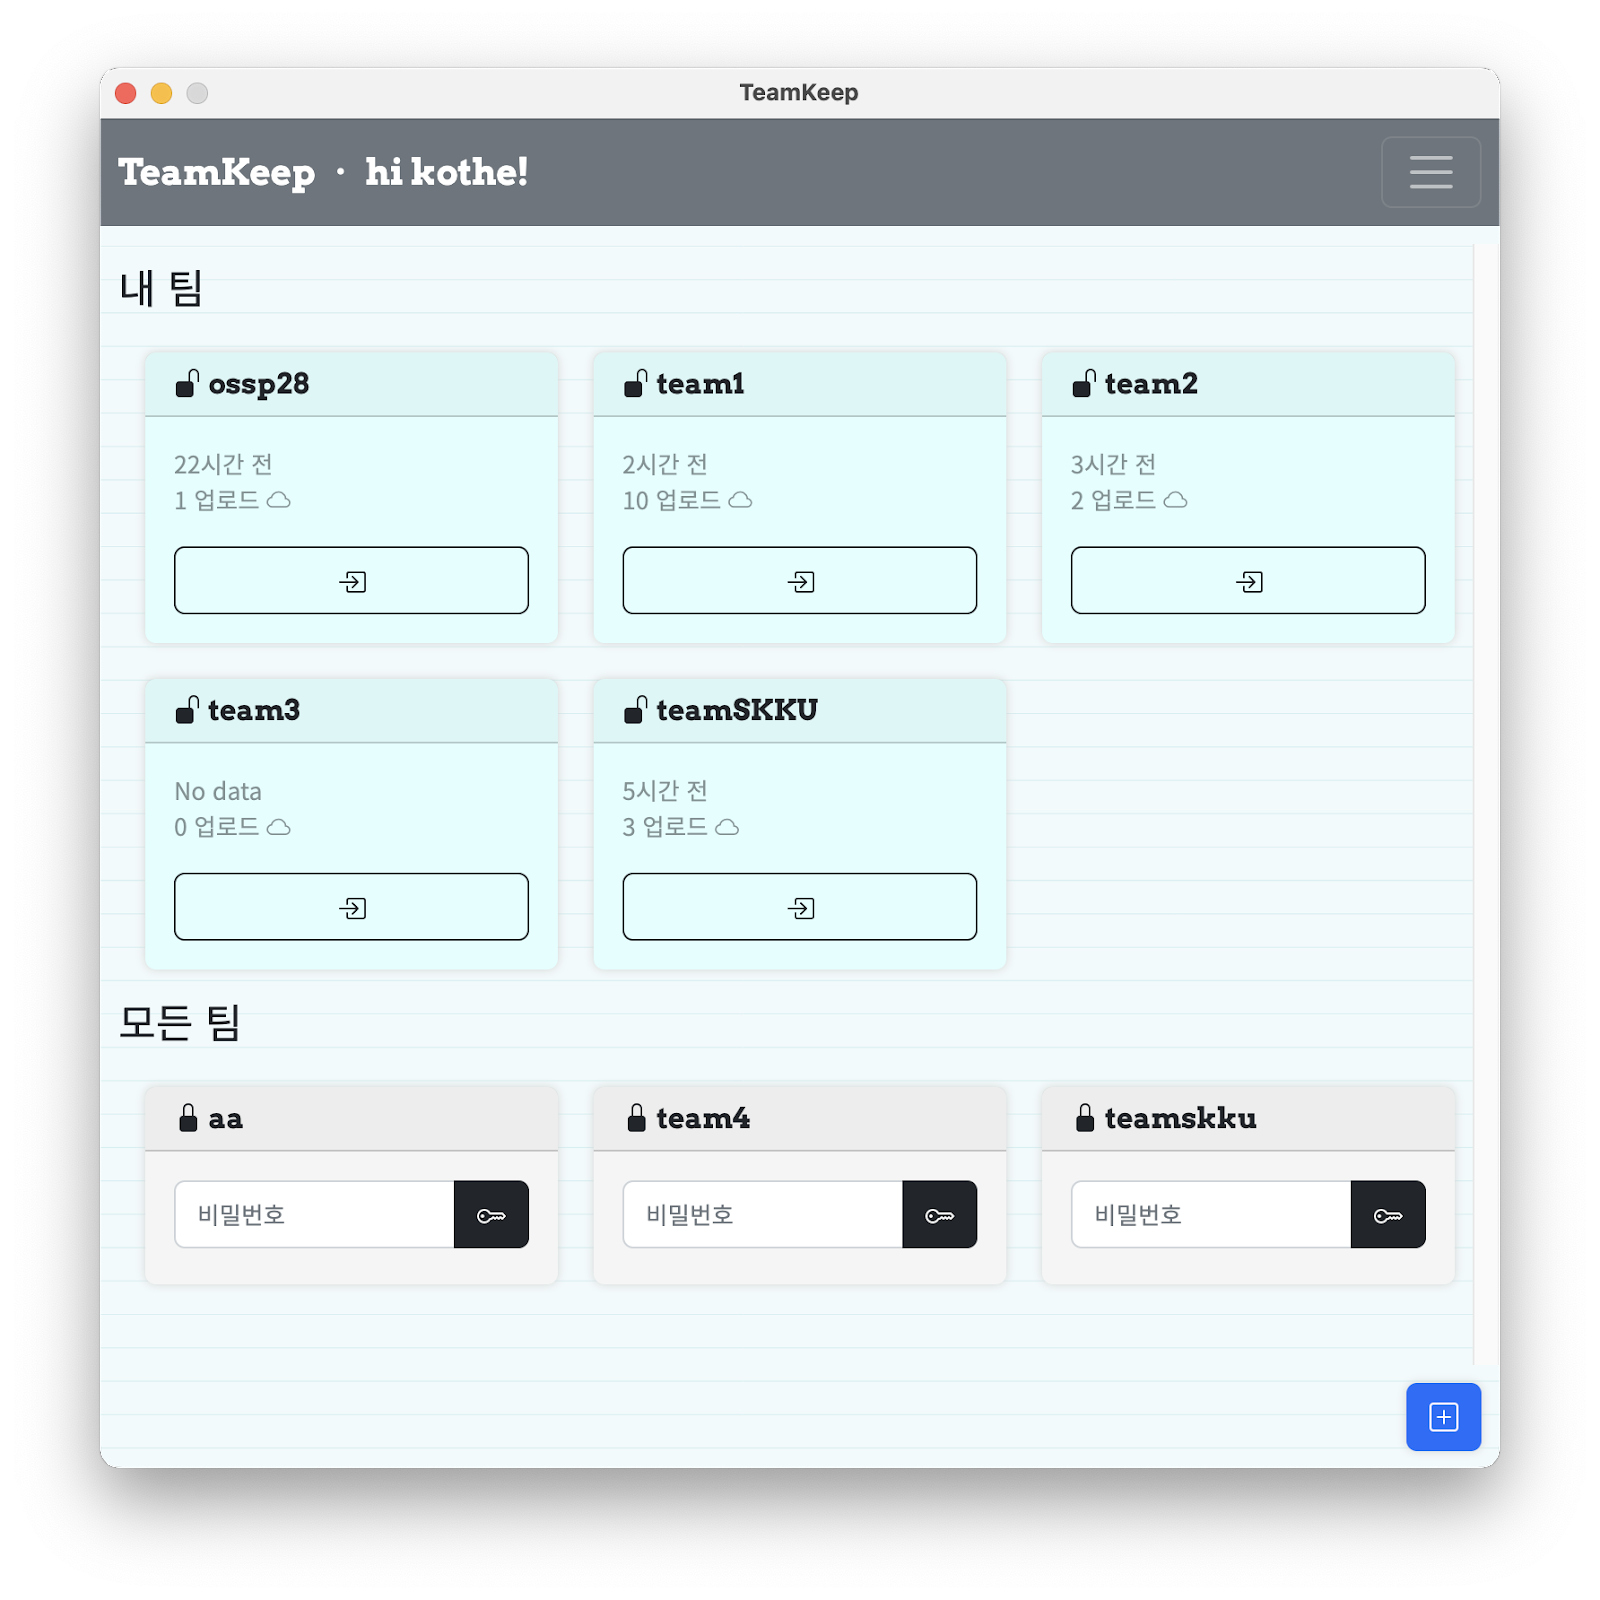 TeamKeep
TeamKeep · hi kothe!
내 팀
ossp28
22시간 전
1 업로드
team1
2시간 전
10 업로드
team2
3시간 전
2 업로드
team3
No data
0 업로드
teamSKKU
5시간 전
3 업로드
모든 팀
aa
비밀번호
team4
비밀번호
teamskku
비밀번호